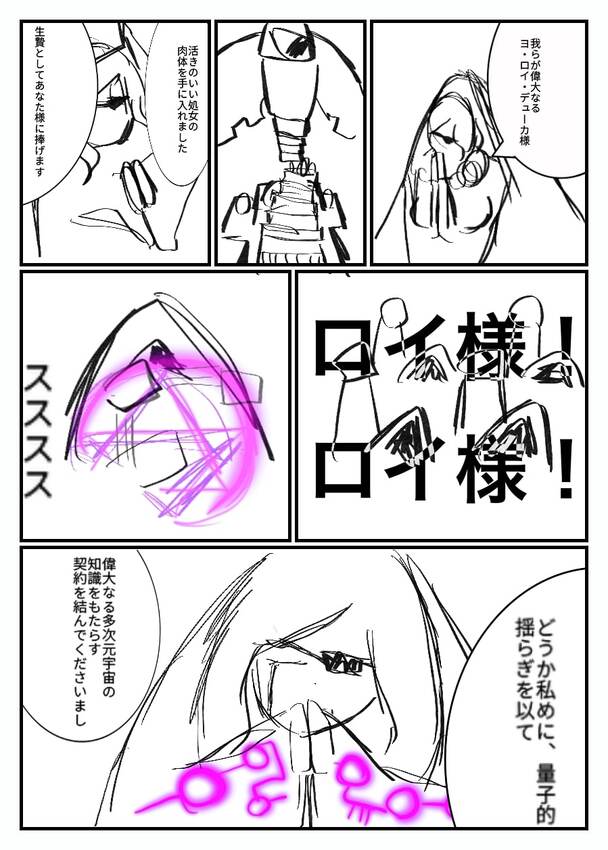 我らが偉大なる
ヨ・ロイ・デューカ様
活きのいい処女の
肉体を手に入れました
生贄としてあなた様に捧げます
ロイ様！
ロイ様！
スススス
どうか私めに、量子的
揺らぎを以て
偉大なる多次元宇宙の
知識をもたらす
契約を結んでくださいまし